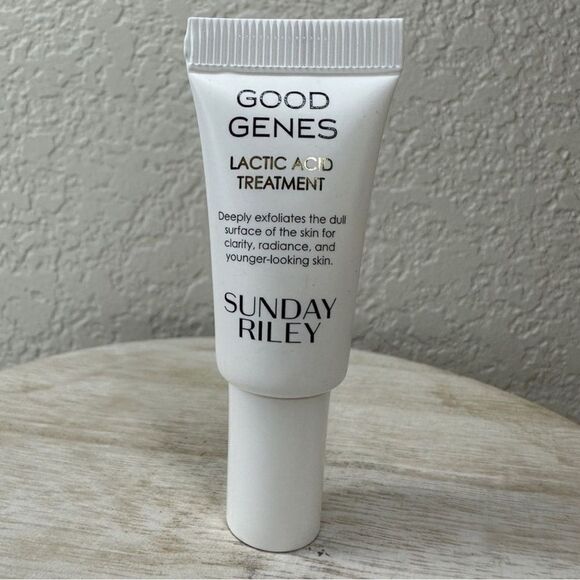 GOOD
GENES
LACTIC ACID
TREATMENT
Deeply exfoliates the dull
surface of the skin for
clarity, radiance, and
younger-looking skin.
SUNDAY
RILEY